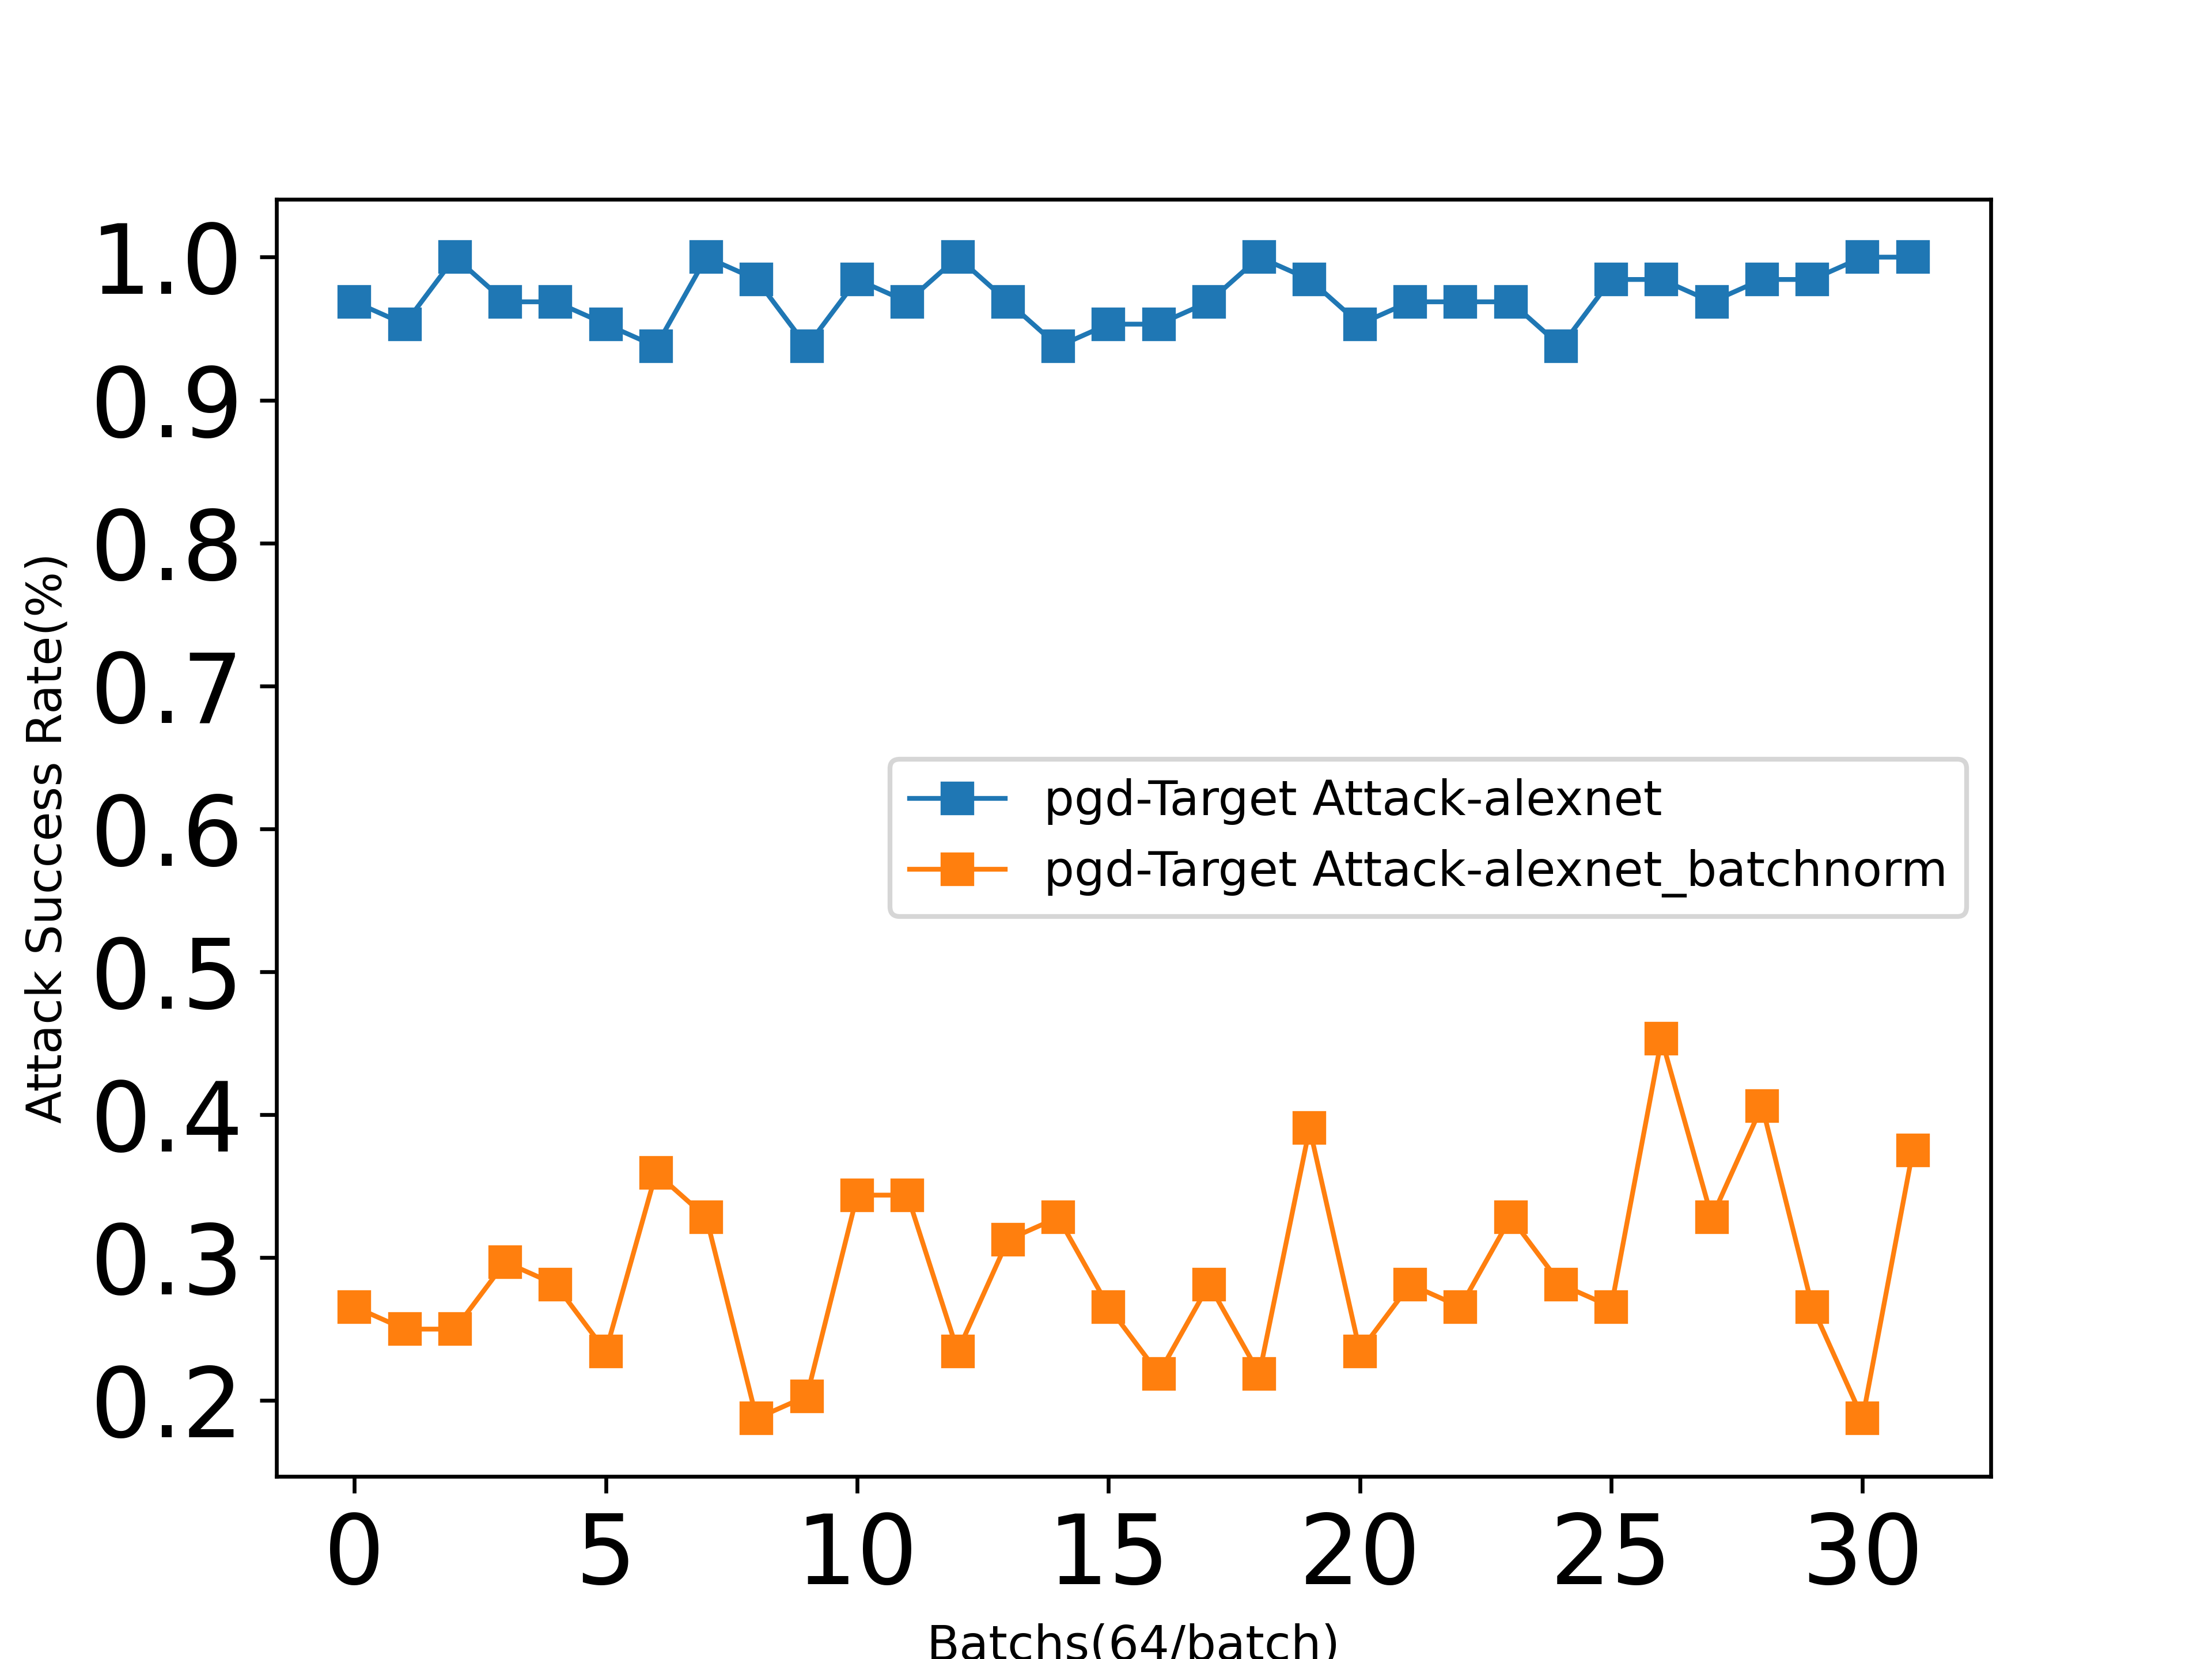 1.0
0.9
0.8
0.7
0.6
0.5
0.4
0.3
0.2
Attack Success Rate(%)
pgd-Target Attack-alexnet
pgd-Target Attack-alexnet_batchnorm
0 5 10 15 20 25 30
Batchs(64/batch)